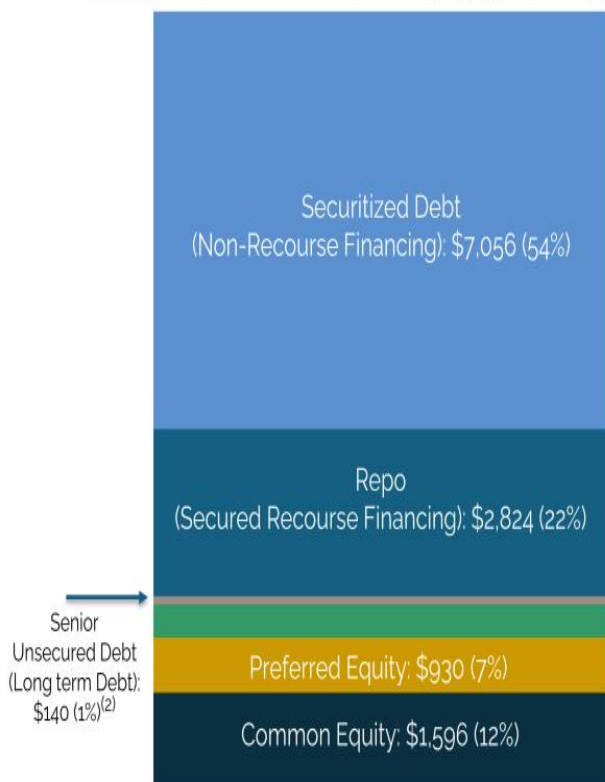 Securitized Debt
(Non-Recourse Financing): $7,056 (54%)
Repo
(Secured Recourse Financing): $2,824 (22%)
Senior
Unsecured Debt
(Long term Debt):
$140 (1%)(2)
Preferred Equity: $930 (7%)
Common Equity: $1,596 (12%)